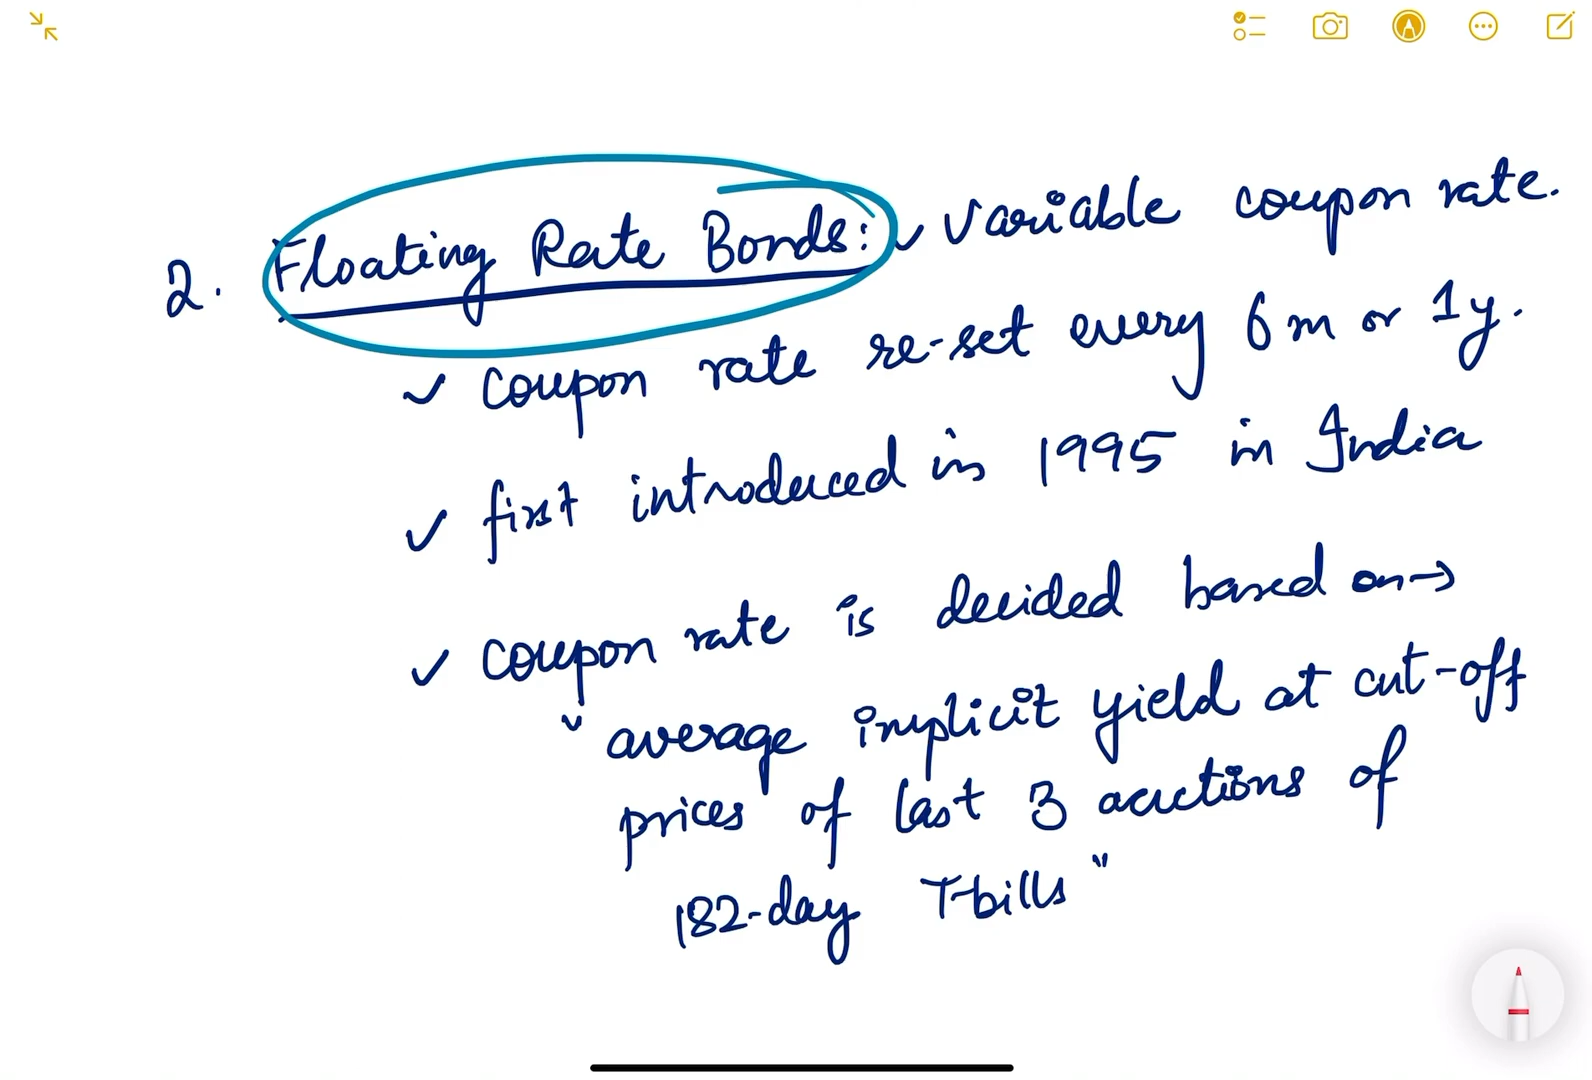 2. Floating Rate Bonds: ✓ Variable coupon rate.
✓ coupon rate re-set every 6 m or 1 y.
✓ first introduced in 1995 in India
✓ coupon rate is decided based on →
" average implicit yield at cut-off
prices of last 3 auctions of
182-day T-bills "